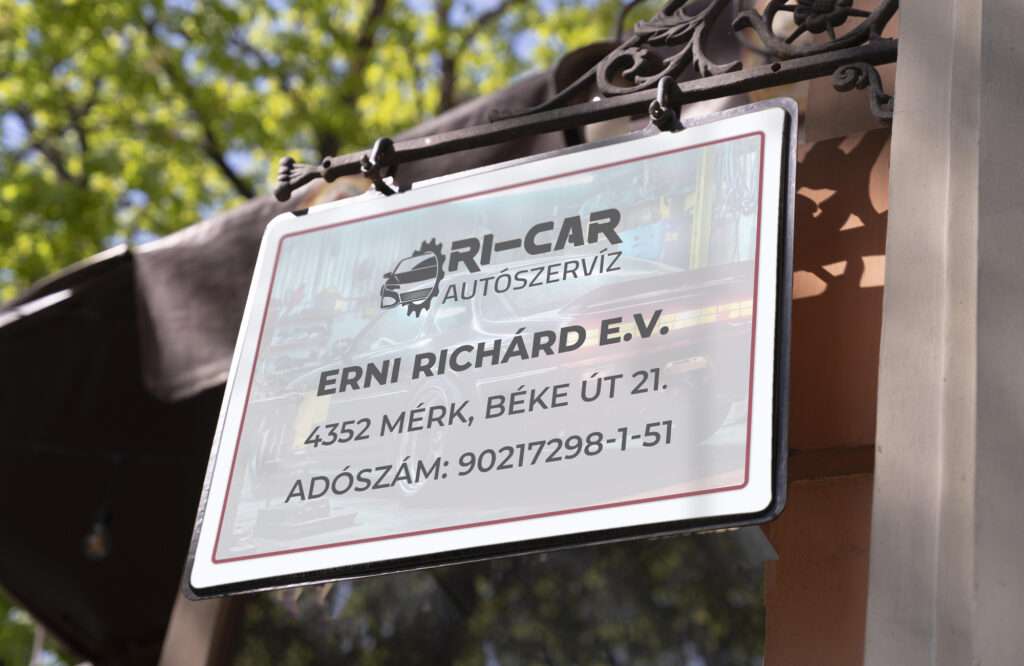 RI-CAR
AUTÓSZERVÍZ
ERNI RICHÁRD E.V.
4352 MÉRK, BÉKE ÚT 21.
ADÓSZÁM: 90217298-1-51